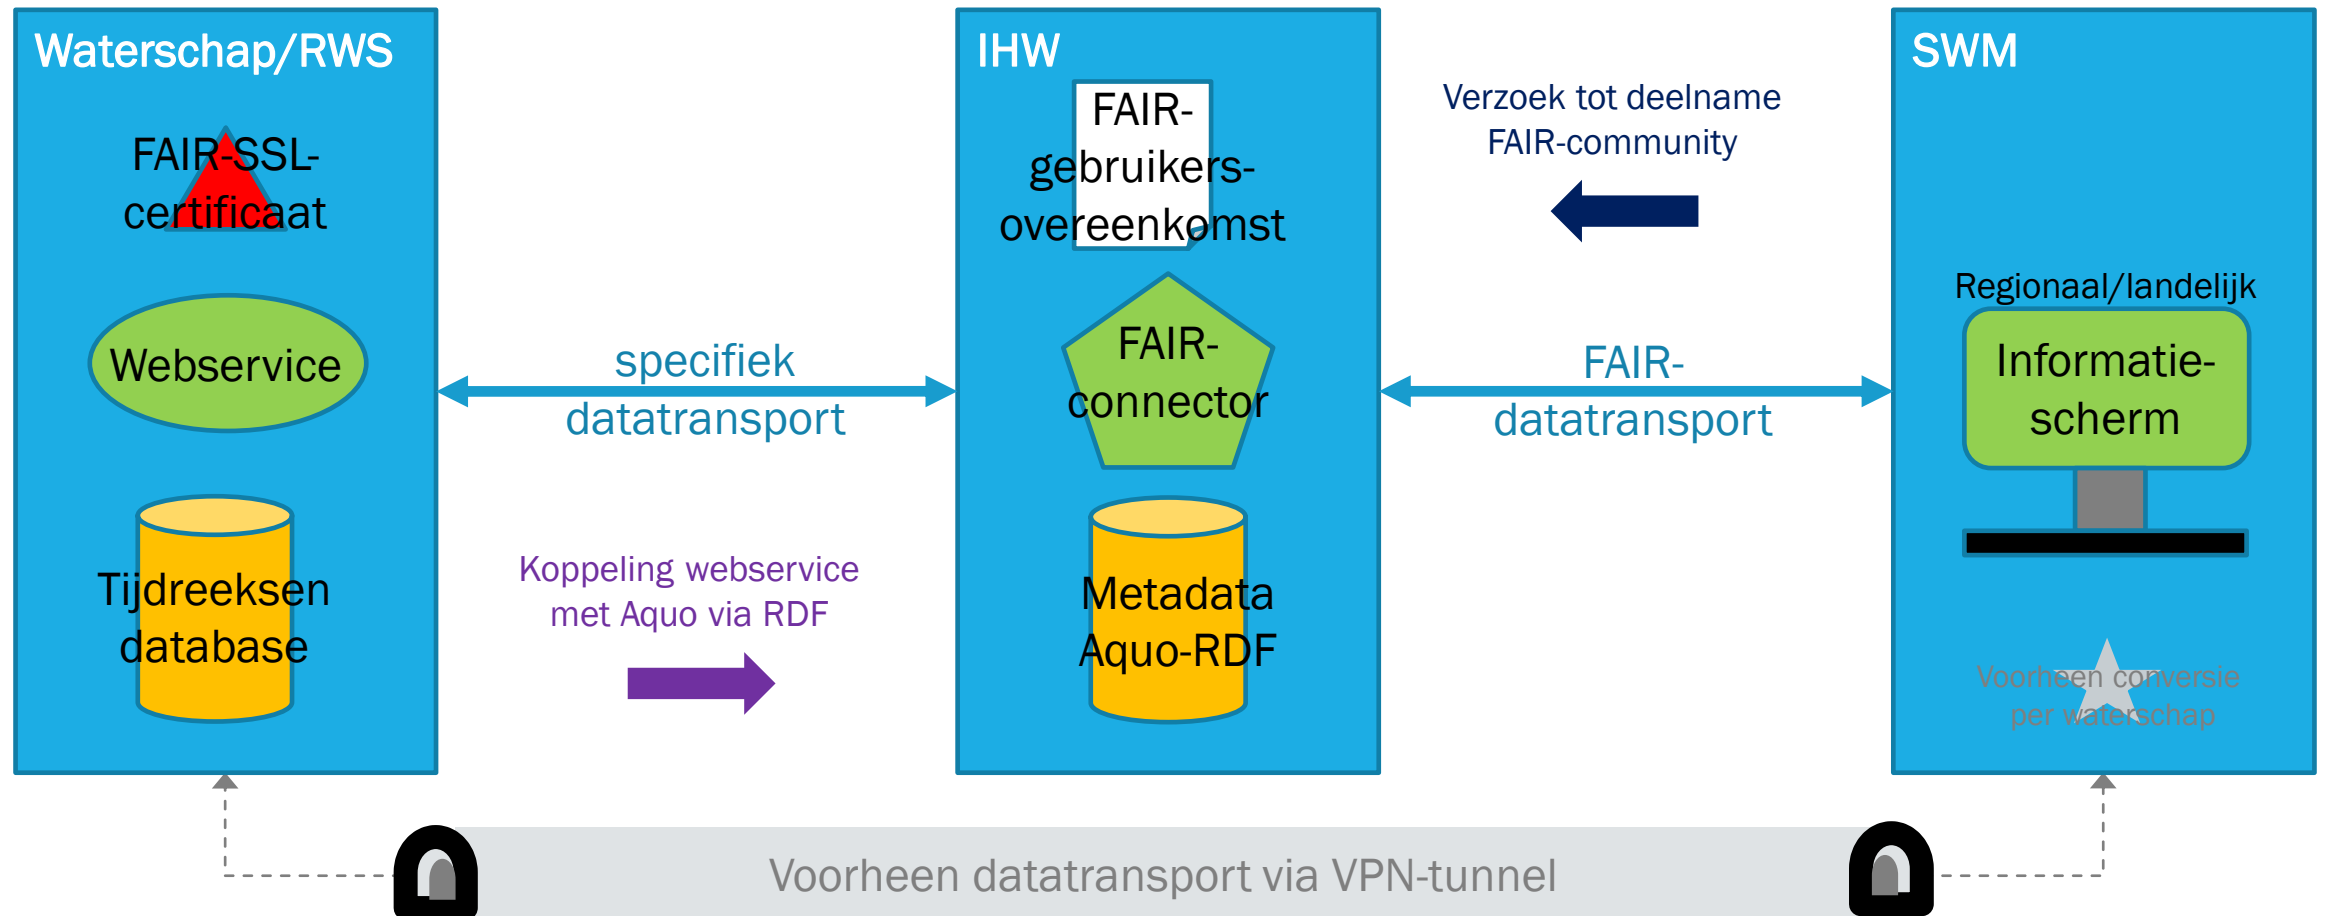 Waterschap/RWS
FAIR-SSL-
certificaat
Webservice
Tijdreeksen
database
specifiek
datatransport
Koppeling webservice
met Aquo via RDF
IHW
FAIR-
gebruikers-
overeenkomst
FAIR-
connector
Metadata
Aquo-RDF
Verzoek tot deelname
FAIR-community
FAIR-
datatransport
SWM
Regionaal/landelijk
Informatie-
scherm
Voorheen conversie
per waterschap
Voorheen datatransport via VPN-tunnel